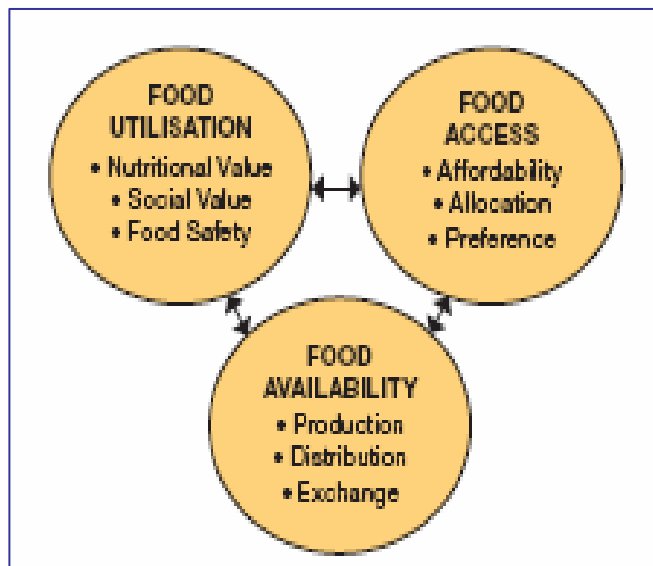 FOOD
UTILISATION
• Nutritional Value
• Social Value
• Food Safety
FOOD
ACCESS
• Affordability
• Allocation
• Preference
FOOD
AVAILABILITY
• Production
• Distribution
• Exchange